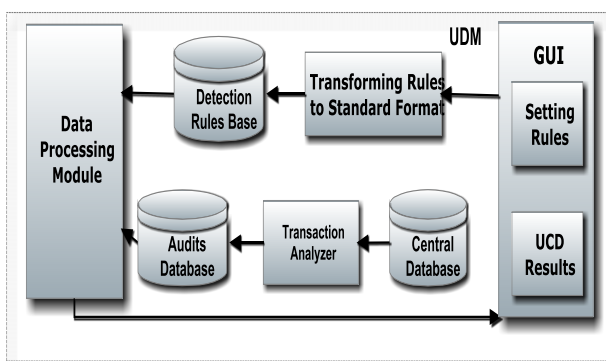 UDM
GUI
Detection
Rules Base
Transforming Rules
to Standard Format
Setting
Rules
Data
Processing
Module
Audits
Database
Transaction
Analyzer
Central
Database
UCD
Results